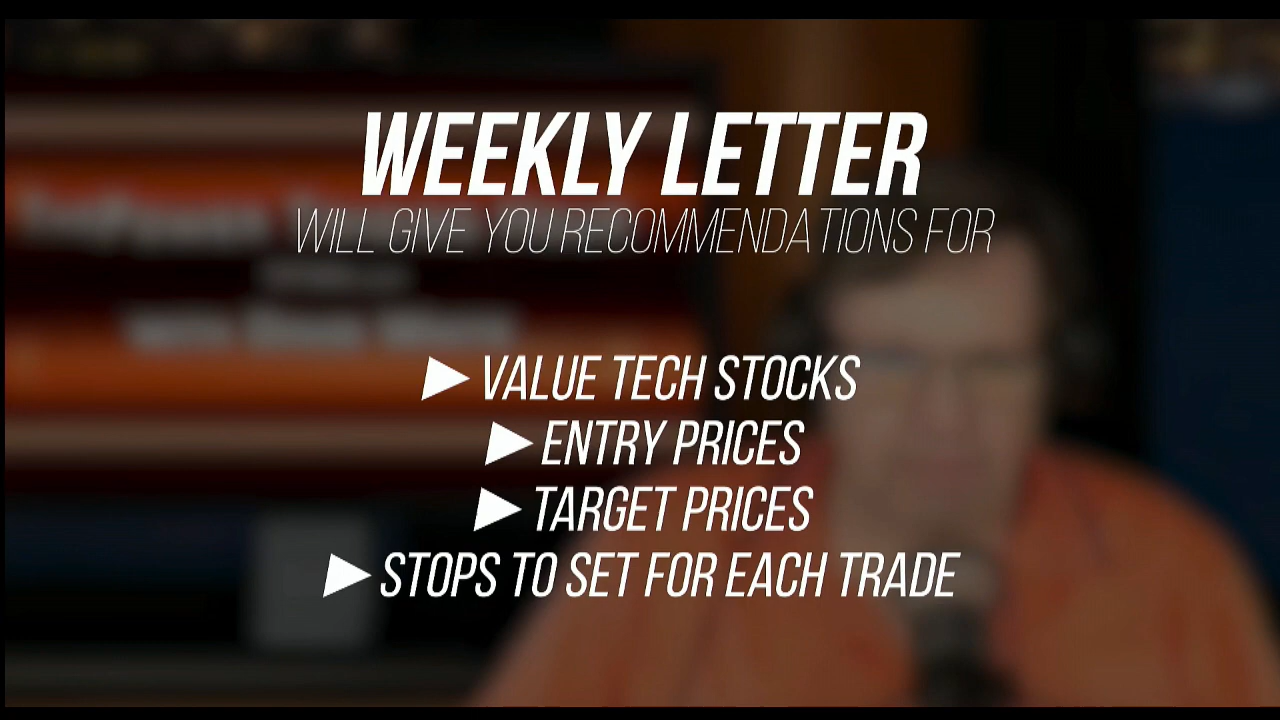 WEEKLY LETTER
WILL GIVE YOU RECOMMENDATIONS FOR
► VALUE TECH STOCKS
► ENTRY PRICES
► TARGET PRICES
► STOPS TO SET FOR EACH TRADE